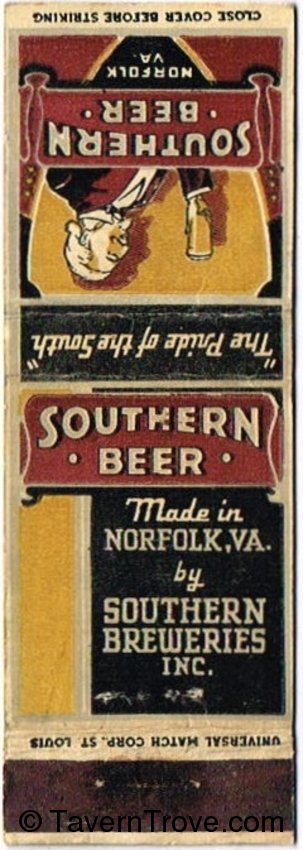 CLOSE COVER BEFORE STRIKING
NORFOLK
VA.
SOUTHERN
· BEER ·
"The Pride of the South"
SOUTHERN
· BEER ·
Made in
NORFOLK, VA.
by
SOUTHERN
BREWERIES
INC.
UNIVERSAL MATCH CORP. ST. LOUIS
© TavernTrove.com